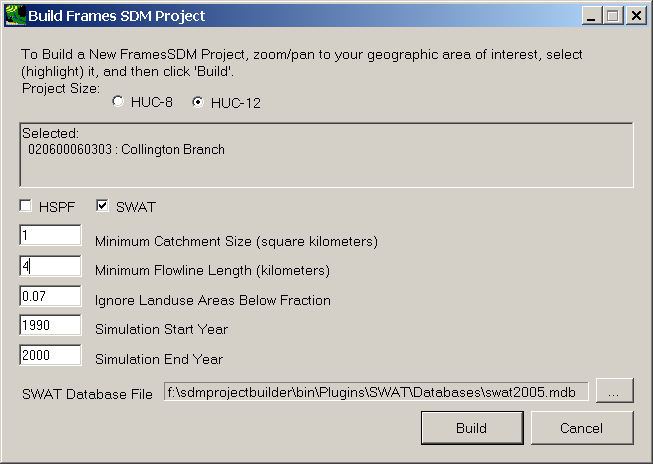 Build Frames SDM Project
To Build a New FramesSDM Project, zoom/pan to your geographic area of interest, select
(highlight) it, and then click 'Build'.
Project Size:
HUC-8 HUC-12
Selected:
020600060303 : Collington Branch
HSPF SWAT
1 Minimum Catchment Size (square kilometers)
4 Minimum Flowline Length (kilometers)
0.07 Ignore Landuse Areas Below Fraction
1990 Simulation Start Year
2000 Simulation End Year
SWAT Database File f:\sdmprojectbuilder\bin\Plugins\SWAT\Databases\swat2005.mdb ...
Build Cancel